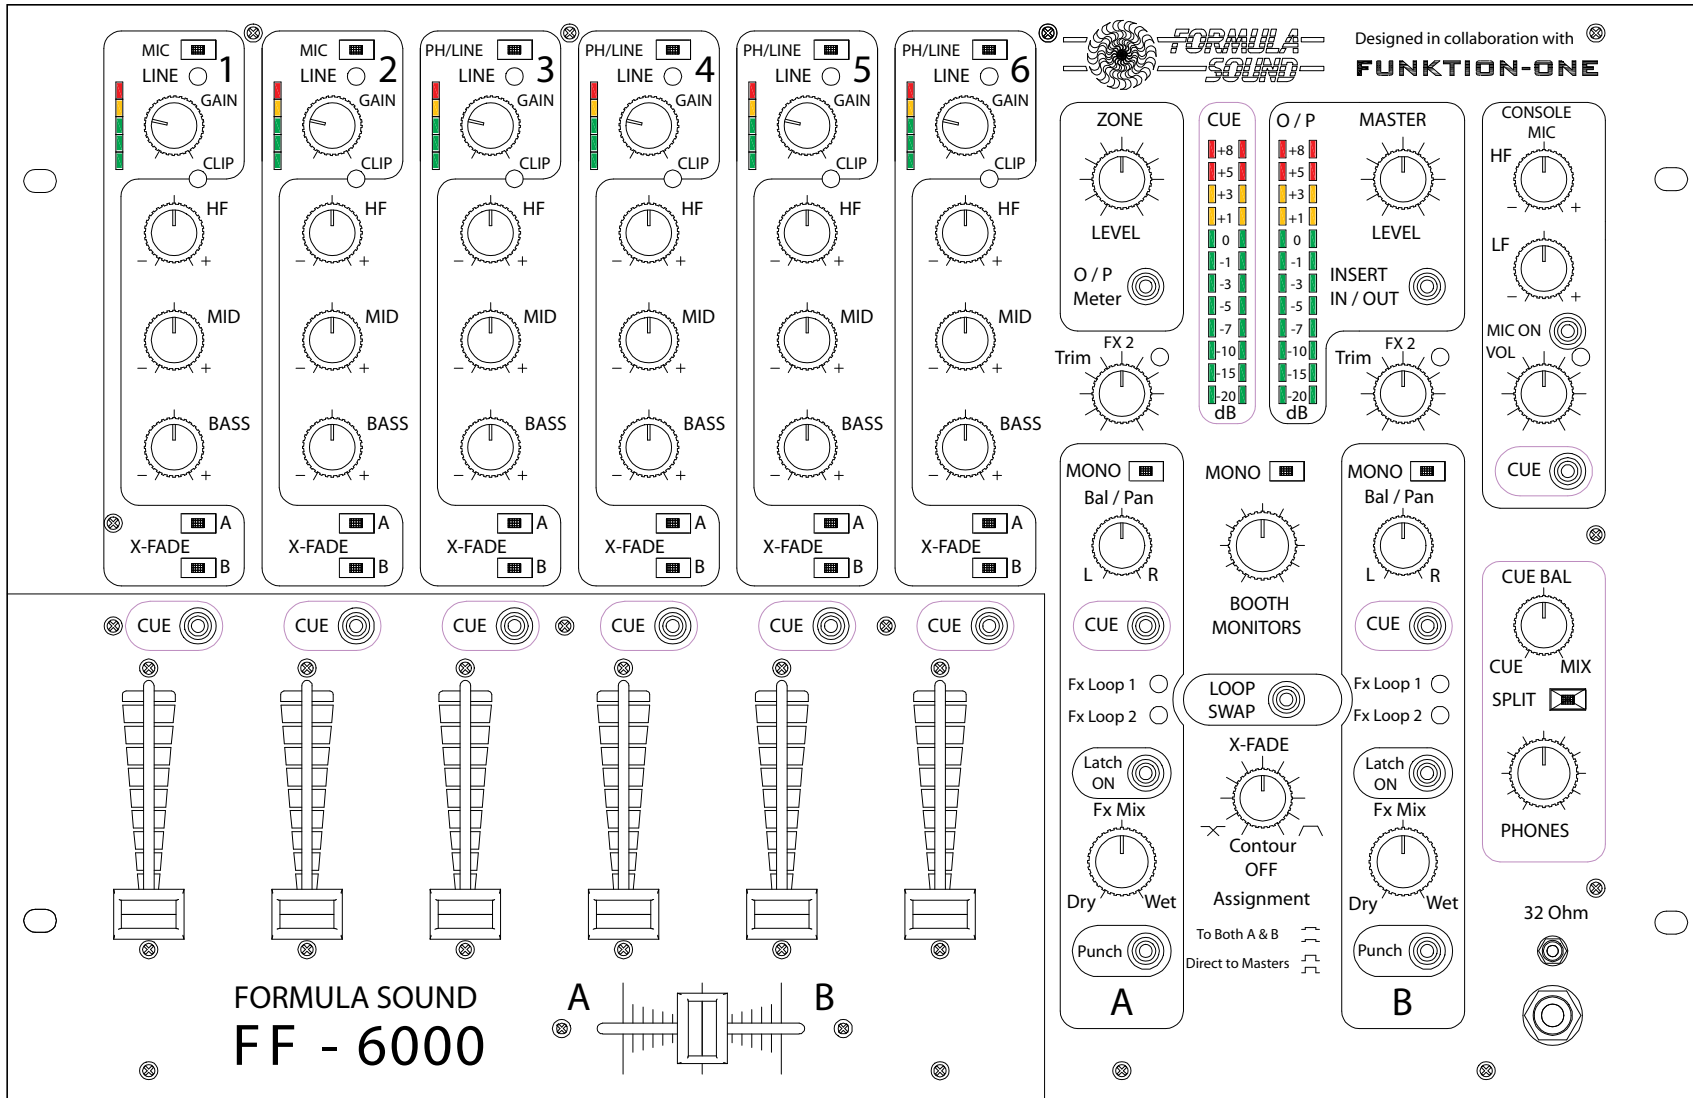 MIC
LINE
1
GAIN
CLIP
HF
- +
MID
- +
BASS
- +
A
X-FADE
B
MIC
LINE
2
GAIN
CLIP
HF
- +
MID
- +
BASS
- +
A
X-FADE
B
PH/LINE
LINE
3
GAIN
CLIP
HF
- +
MID
- +
BASS
- +
A
X-FADE
B
PH/LINE
LINE
4
GAIN
CLIP
HF
- +
MID
- +
BASS
- +
A
X-FADE
B
PH/LINE
LINE
5
GAIN
CLIP
HF
- +
MID
- +
BASS
- +
A
X-FADE
B
PH/LINE
LINE
6
GAIN
CLIP
HF
- +
MID
- +
BASS
- +
A
X-FADE
B
CUE
CUE
CUE
CUE
CUE
CUE
FORMULA SOUND
FF - 6000
A B
FORMULA
SOUND
Designed in collaboration with
FUNKTION-ONE
ZONE
LEVEL
O / P
Meter
CUE
+8
+5
+3
+1
0
-1
-3
-5
-7
-10
-15
-20
dB
O / P
+8
+5
+3
+1
0
-1
-3
-5
-7
-10
-15
-20
dB
MASTER
LEVEL
INSERT
IN / OUT
FX 2
Trim
FX 2
Trim
CONSOLE
MIC
HF
- +
LF
- +
MIC ON
VOL
CUE
MONO
Bal / Pan
L R
CUE
Fx Loop 1
Fx Loop 2
Latch
ON
Fx Mix
Dry Wet
Punch
A
MONO
BOOTH
MONITORS
LOOP
SWAP
X-FADE
Contour
OFF
Assignment
To Both A & B
Direct to Masters
MONO
Bal / Pan
L R
CUE
Fx Loop 1
Fx Loop 2
Latch
ON
Fx Mix
Dry Wet
Punch
B
CUE BAL
CUE MIX
SPLIT
PHONES
32 Ohm